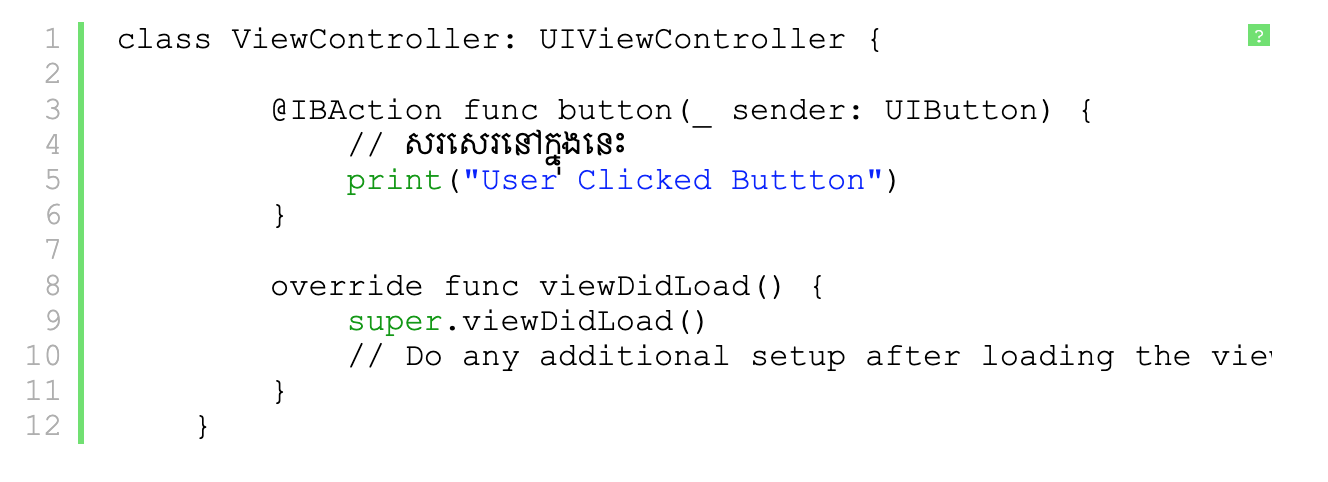 1 class ViewController: UIViewController { ?
2
3 @IBAction func button(_ sender: UIButton) {
4 // សរសេរនៅក្នុងនេះ
5 print("User Clicked Buttton")
6 }
7
8 override func viewDidLoad() {
9 super.viewDidLoad()
10 // Do any additional setup after loading the view
11 }
12 }